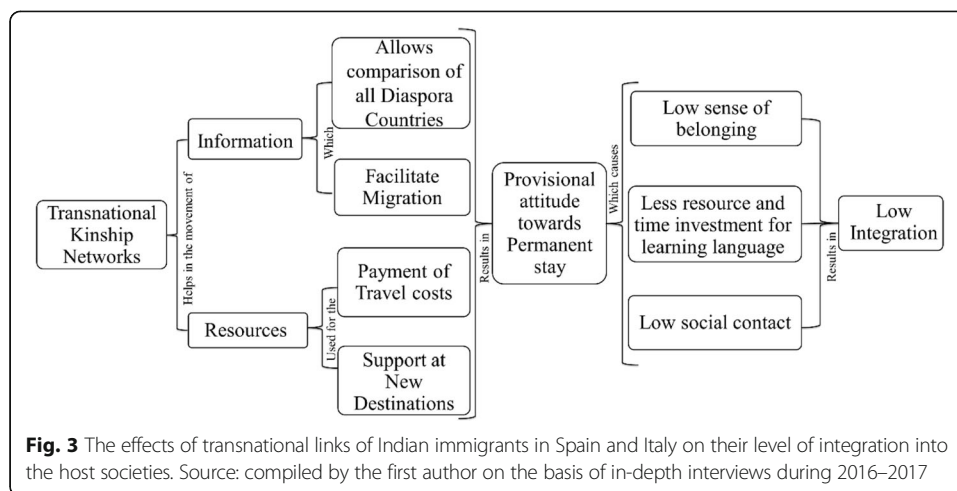 Transnational
Kinship
Networks
Helps in the movement of
Information
Resources
Which
Used for the
Allows
comparison of
all Diaspora
Countries
Facilitate
Migration
Payment of
Travel costs
Support at
New
Destinations
Results in
Provisional
attitude
towards
Permanent
stay
Which causes
Low sense of
belonging
Less resource and
time investment for
learning language
Low social contact
Results in
Low
Integration
Fig. 3 The effects of transnational links of Indian immigrants in Spain and Italy on their level of integration into
the host societies. Source: compiled by the first author on the basis of in-depth interviews during 2016–2017